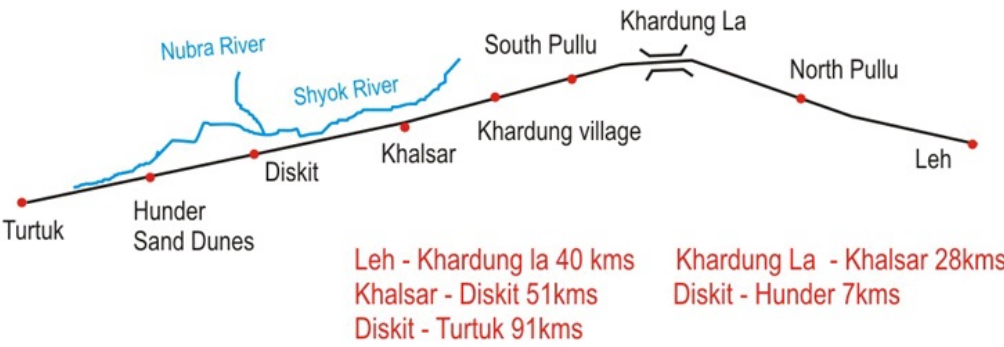 Khardung La
Nubra River
South Pullu
North Pullu
Shyok River
Khardung village
Khalsar
Leh
Diskit
Hunder
Sand Dunes
Turtuk
Leh - Khardung la 40 kms
Khardung La - Khalsar 28kms
Khalsar - Diskit 51kms
Diskit - Hunder 7kms
Diskit - Turtuk 91kms